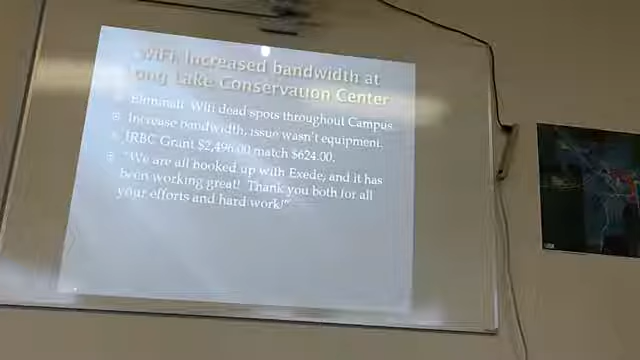 WiFi: Increased bandwidth at
Long Lake Conservation Center
Eliminate Wifi dead spots throughout Campus
Increase bandwidth, issue wasn't equipment.
IRBC Grant $2,496.00 match $624.00.
"We are all booked up with Exede, and it has
been working great! Thank you both for all
your efforts and hard work!"